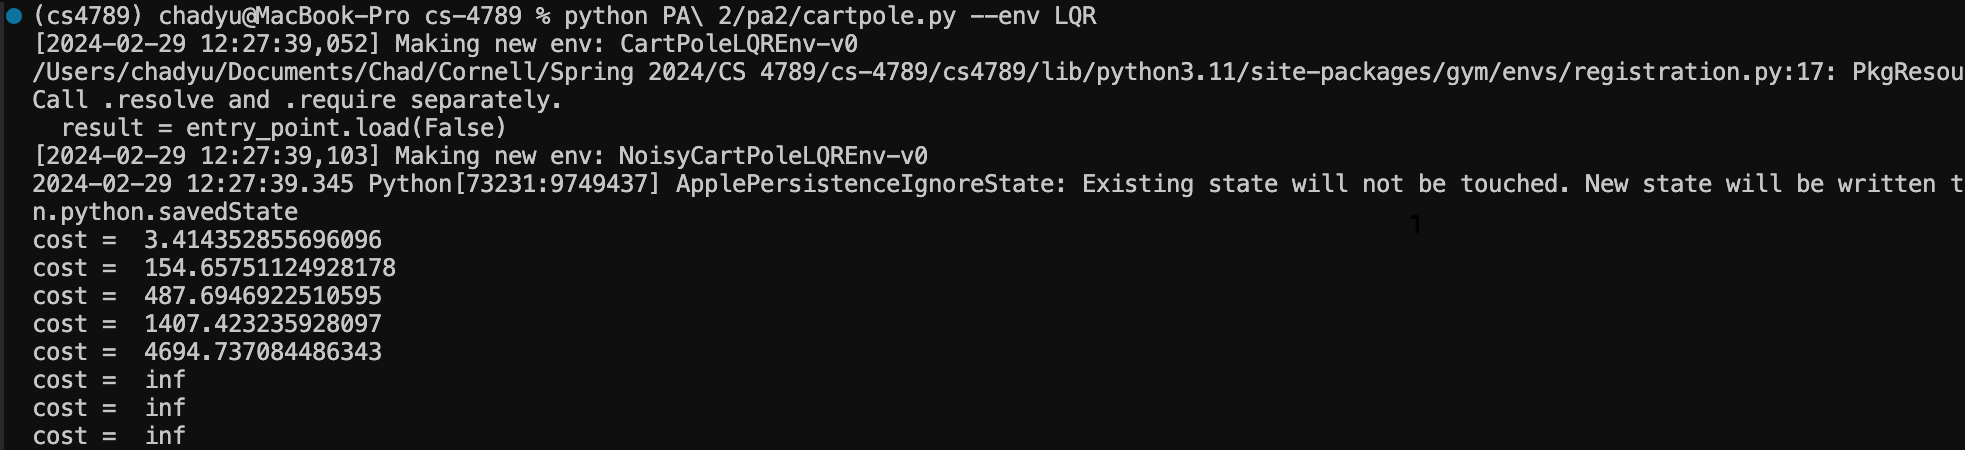 (cs4789) chadyu@MacBook-Pro cs-4789 % python PA\ 2/pa2/cartpole.py --env LQR
[2024-02-29 12:27:39,052] Making new env: CartPoleLQREnv-v0
/Users/chadyu/Documents/Chad/Cornell/Spring 2024/CS 4789/cs-4789/cs4789/lib/python3.11/site-packages/gym/envs/registration.py:17: PkgResou
Call .resolve and .require separately.
  result = entry_point.load(False)
[2024-02-29 12:27:39,103] Making new env: NoisyCartPoleLQREnv-v0
2024-02-29 12:27:39.345 Python[73231:9749437] ApplePersistenceIgnoreState: Existing state will not be touched. New state will be written t
n.python.savedState
cost =  3.414352855696096
cost =  154.65751124928178
cost =  487.6946922510595
cost =  1407.423235928097
cost =  4694.737084486343
cost =  inf
cost =  inf
cost =  inf